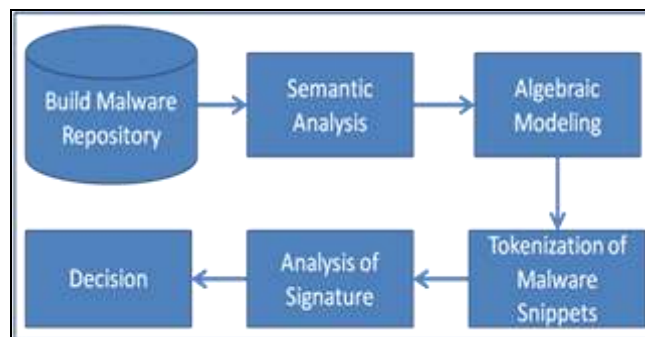 Build Malware
Repository
Semantic
Analysis
Algebraic
Modeling
Tokenization of
Malware
Snippets
Analysis of
Signature
Decision